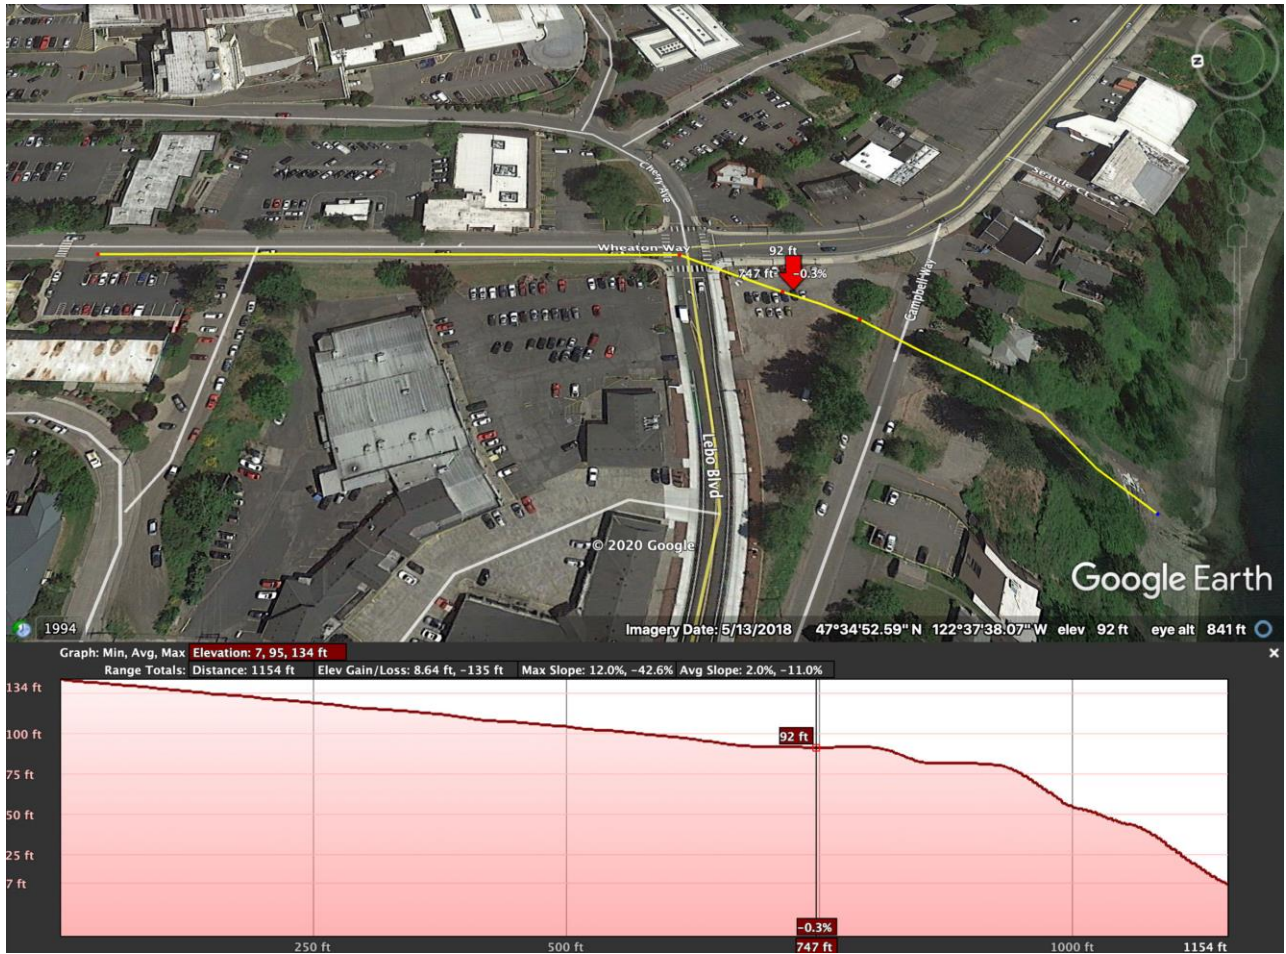 N
Cherry Ave
Seattle Ct
Wheaton Way
92 ft
747 ft -0.3%
Campbell Way
Lebo Blvd
© 2020 Google
Google Earth
1994
Imagery Date: 5/13/2018 47°34'52.59" N 122°37'38.07" W elev 92 ft eye alt 841 ft
Graph: Min, Avg, Max Elevation: 7, 95, 134 ft
Range Totals: Distance: 1154 ft Elev Gain/Loss: 8.64 ft, -135 ft Max Slope: 12.0%, -42.6% Avg Slope: 2.0%, -11.0%
134 ft
100 ft
92 ft
75 ft
50 ft
25 ft
7 ft
-0.3%
250 ft 500 ft 747 ft 1000 ft 1154 ft